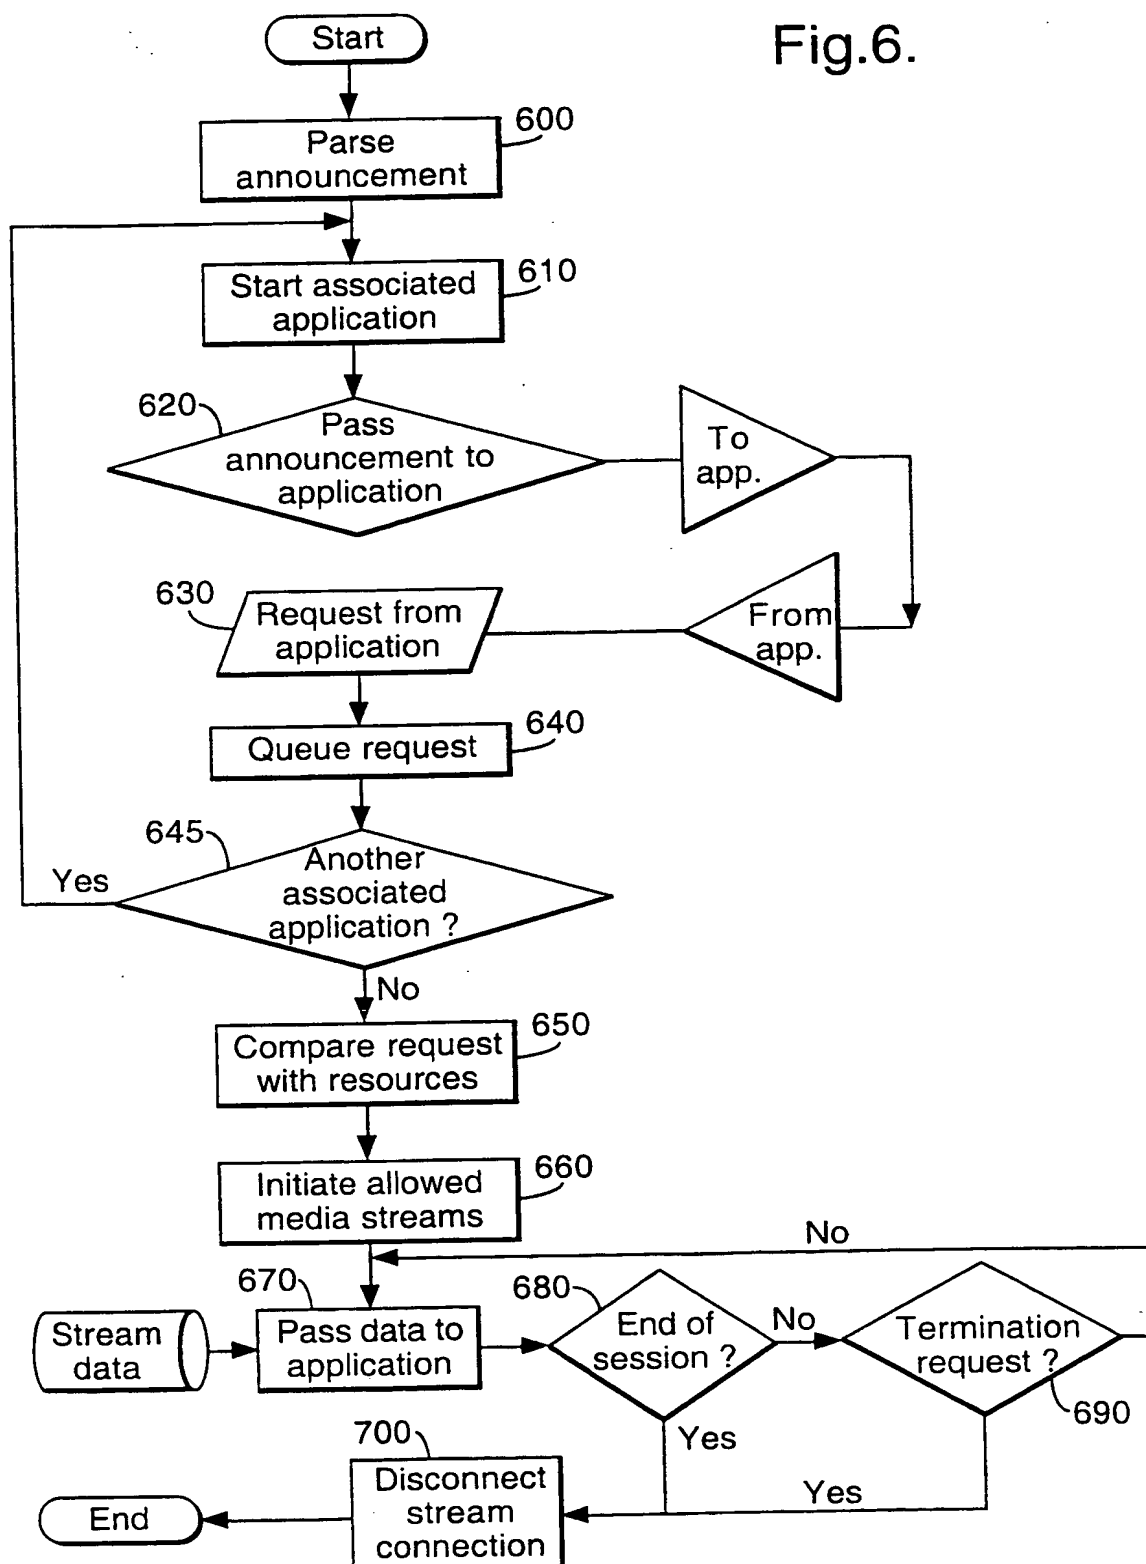 Fig.6.
Start
600
Parse
announcement
610
Start associated
application
620
Pass
announcement to
application
To
app.
630
Request from
application
From
app.
640
Queue request
645
Another
associated
application ?
Yes
No
650
Compare request
with resources
660
Initiate allowed
media streams
No
670
680
Stream
data
Pass data to
application
End of
session ?
No
Termination
request ?
690
Yes
700
Yes
Disconnect
stream
connection
End